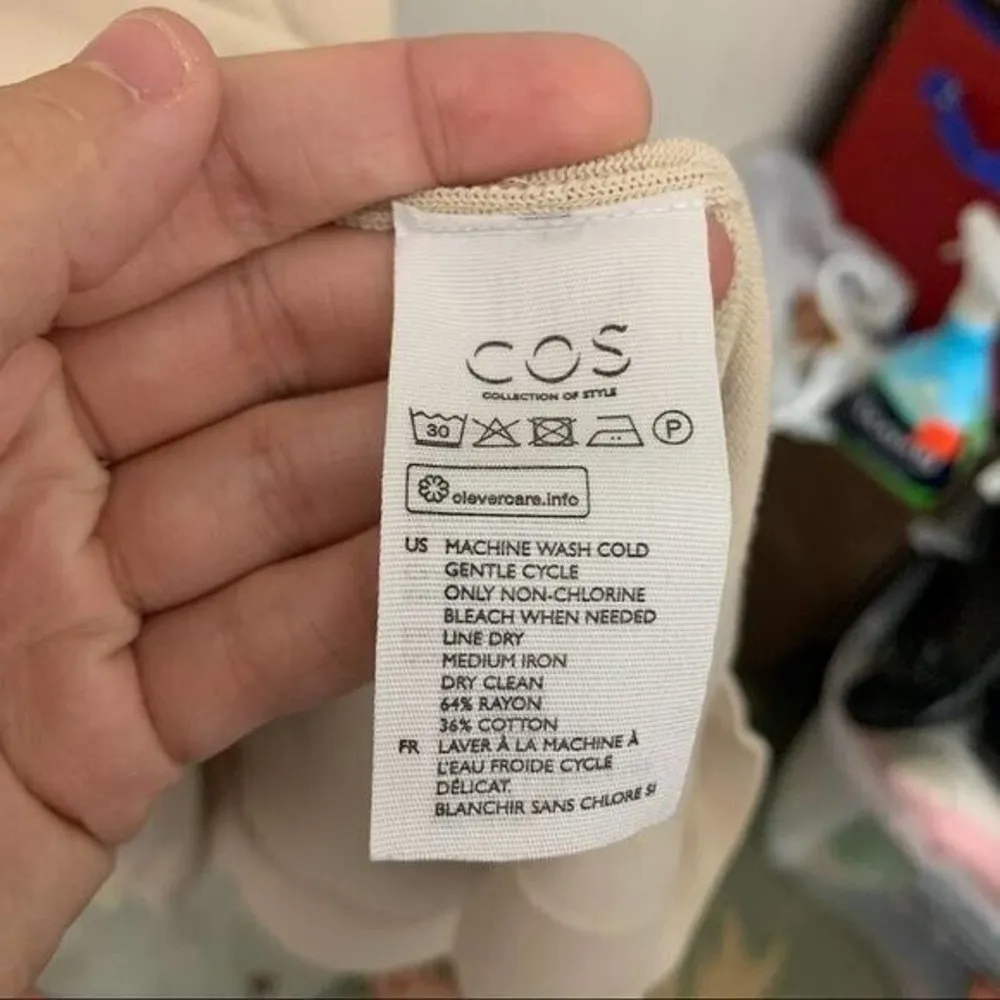 COS
COLLECTION OF STYLE
30 P
clevercare.info
US MACHINE WASH COLD
GENTLE CYCLE
ONLY NON-CHLORINE
BLEACH WHEN NEEDED
LINE DRY
MEDIUM IRON
DRY CLEAN
64% RAYON
36% COTTON
FR LAVER À LA MACHINE À
L'EAU FROIDE CYCLE
DÉLICAT.
BLANCHIR SANS CHLORE SI